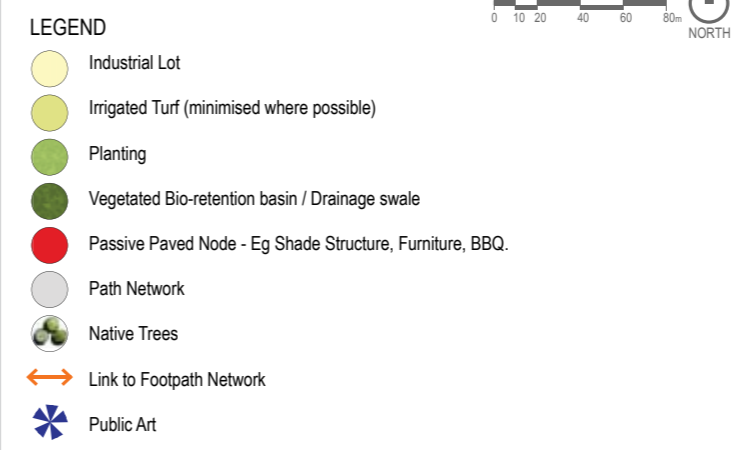 0 10 20 40 60 80m
NORTH
LEGEND
Industrial Lot
Irrigated Turf (minimised where possible)
Planting
Vegetated Bio-retention basin / Drainage swale
Passive Paved Node - Eg Shade Structure, Furniture, BBQ.
Path Network
Native Trees
Link to Footpath Network
Public Art